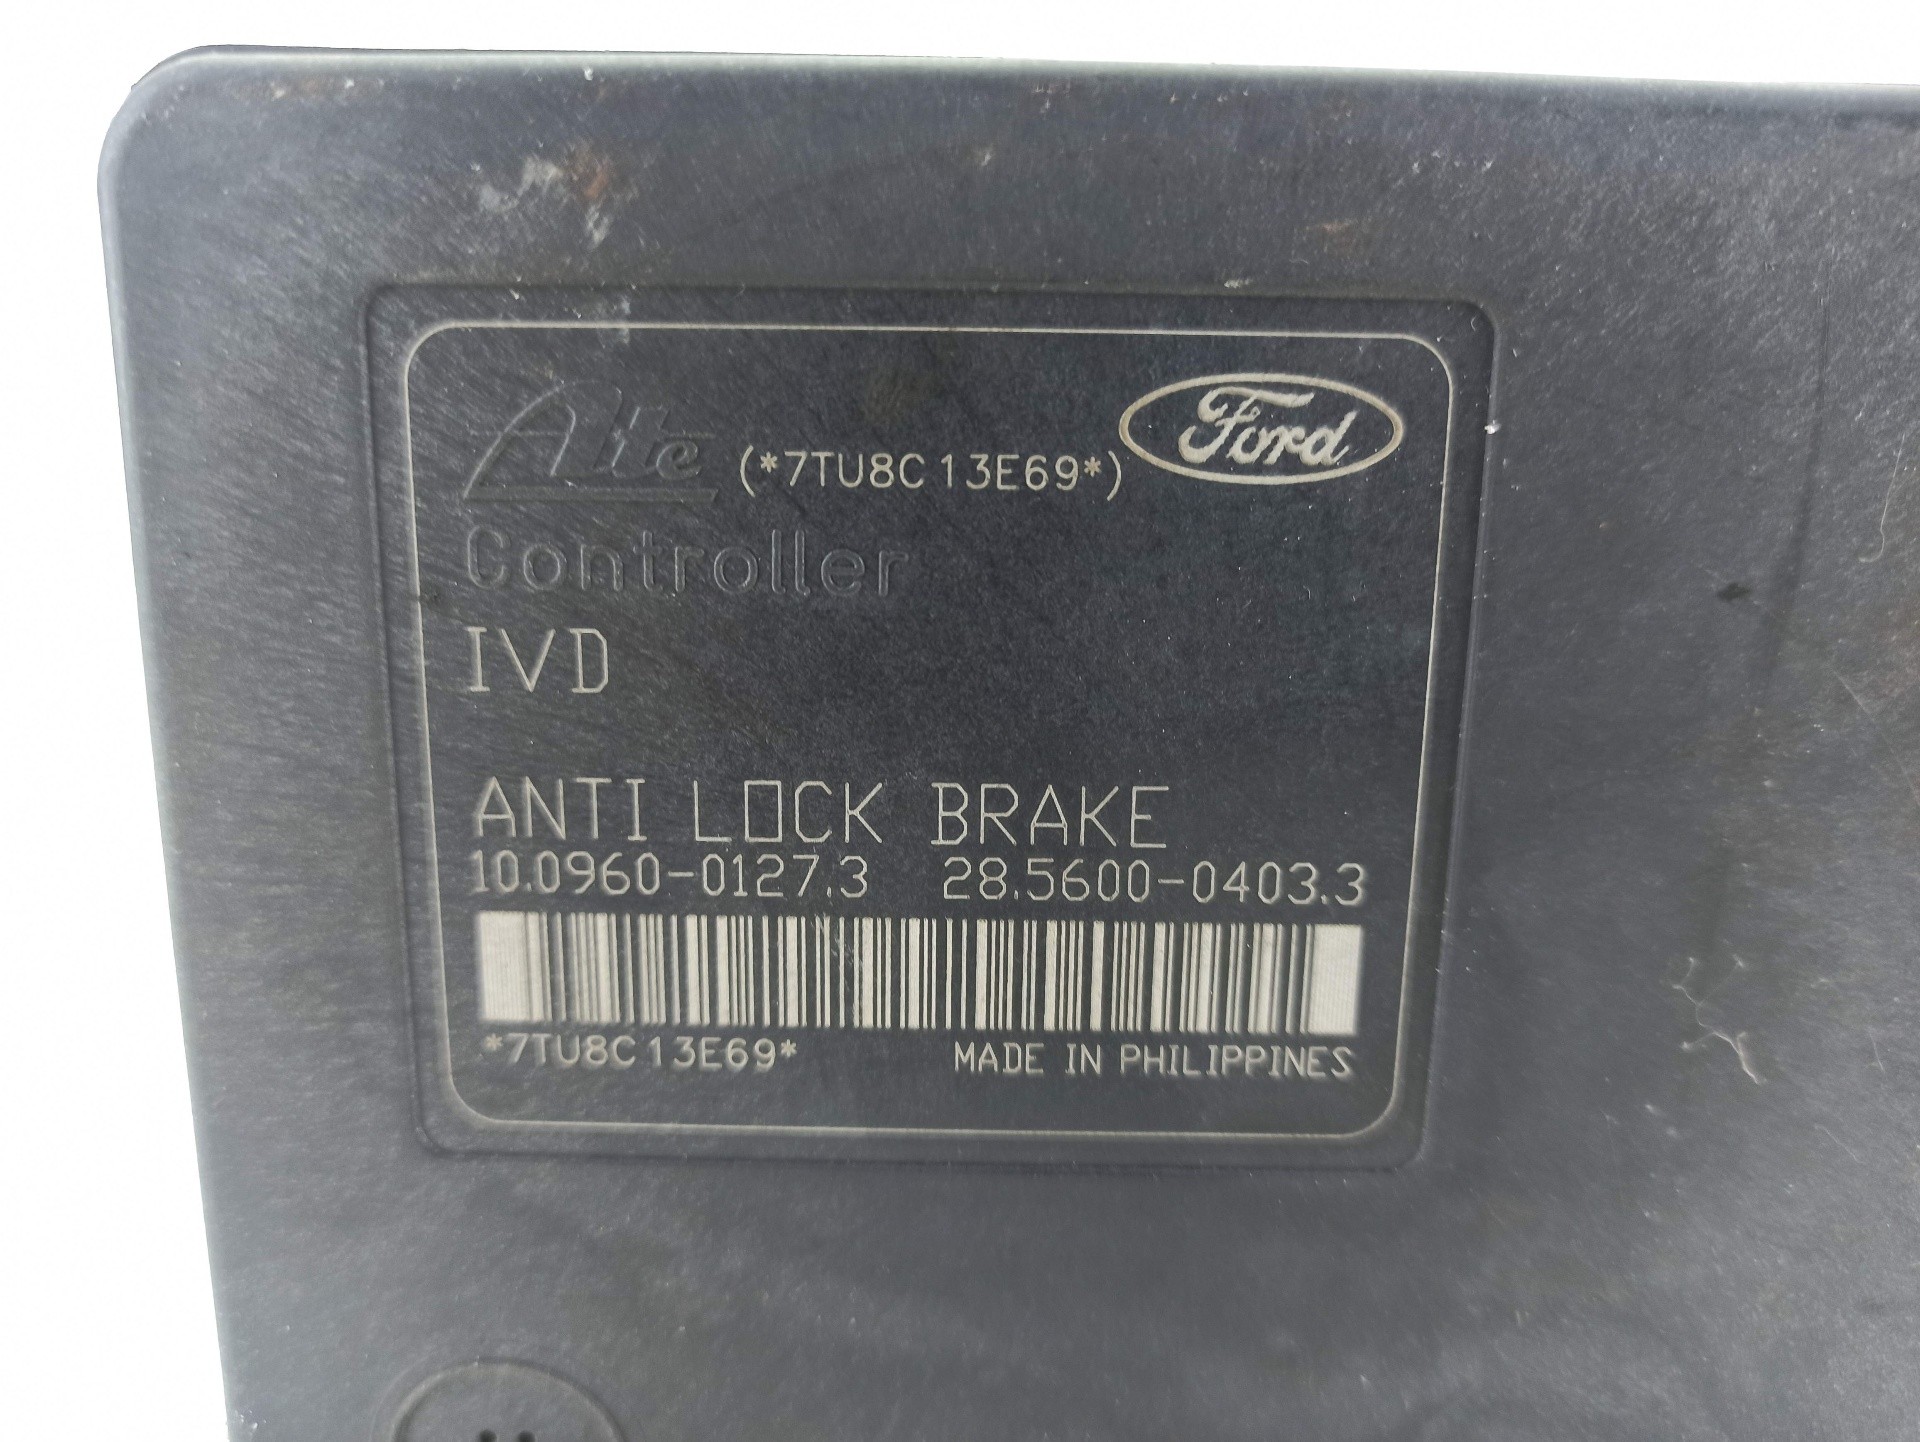 Alte (*7TU8C13E69*) Ford
Controller
IVD
ANTI LOCK BRAKE
10.0960-0127.3 28.5600-0403.3
*7TU8C13E69* MADE IN PHILIPPINES